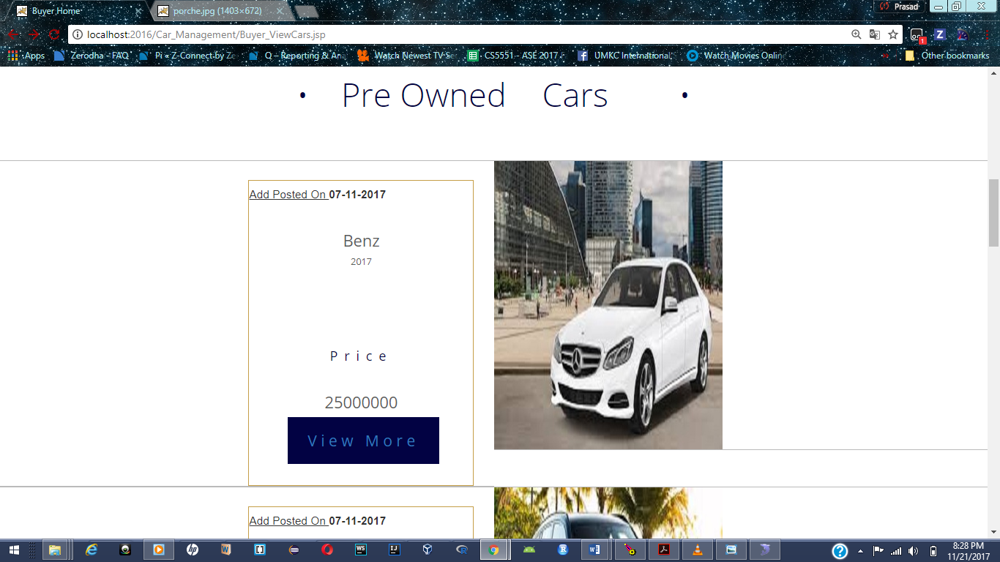 Buyer Home
porche.jpg (1403×672)
Prasad
localhost:2016/Car_Management/Buyer_ViewCars.jsp
Apps
Zerodha - FAQ
Pi « Z-Connect by Ze
Q – Reporting & An
Watch Newest TV Se
CS5551 - ASE 2017 F
UMKC International
Watch Movies Onlin
Other bookmarks
• Pre Owned Cars •
Add Posted On 07-11-2017
Benz
2017
Price
25000000
View More
Add Posted On 07-11-2017
8:28 PM
11/21/2017